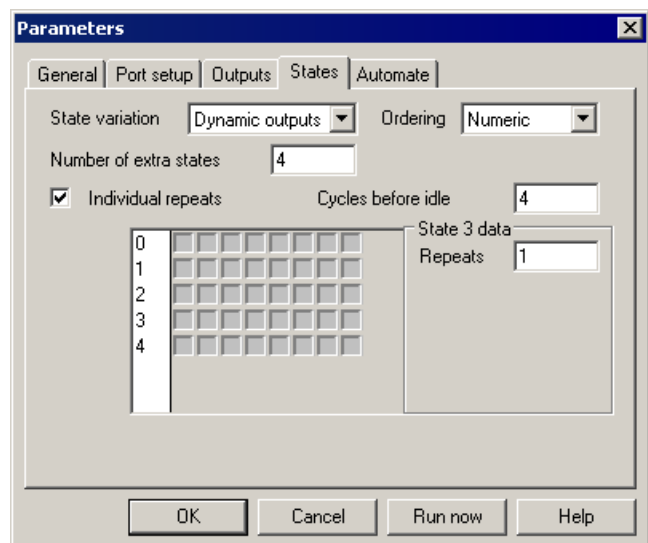 Parameters
General Port setup Outputs States Automate
State variation Dynamic outputs Ordering Numeric
Number of extra states 4
Individual repeats Cycles before idle 4
State 3 data
0
Repeats 1
1
2
3
4
OK Cancel Run now Help